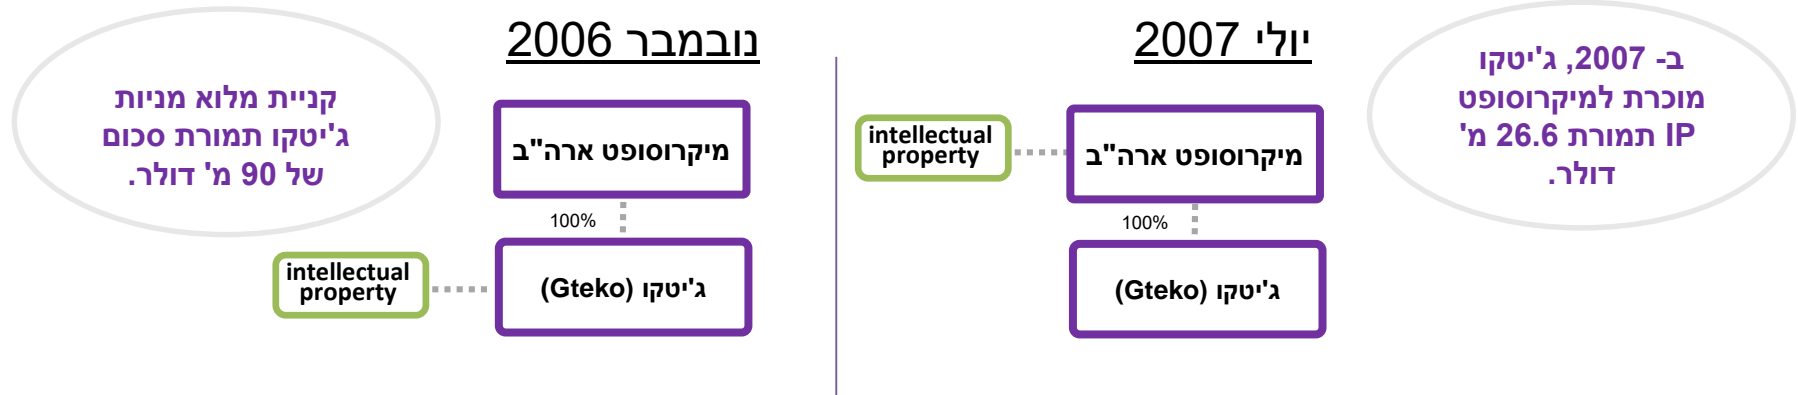 נובמבר 2006
קניית מלוא מניות
ג'יטקו תמורת סכום
של 90 מ' דולר.
מיקרוסופט ארה"ב
100%
intellectual
property
ג'יטקו (Gteko)
יולי 2007
ב- 2007, ג'יטקו
מוכרת למיקרוסופט
IP תמורת 26.6 מ'
דולר.
intellectual
property
מיקרוסופט ארה"ב
100%
ג'יטקו (Gteko)